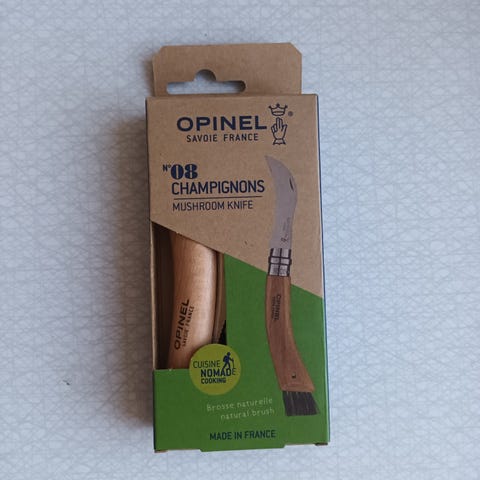 OPINEL
SAVOIE FRANCE
N°08
CHAMPIGNONS
MUSHROOM KNIFE
OPINEL
SAVOIE FRANCE
OPINEL
CUISINE
NOMADE
COOKING
Brosse naturelle
natural brush
MADE IN FRANCE